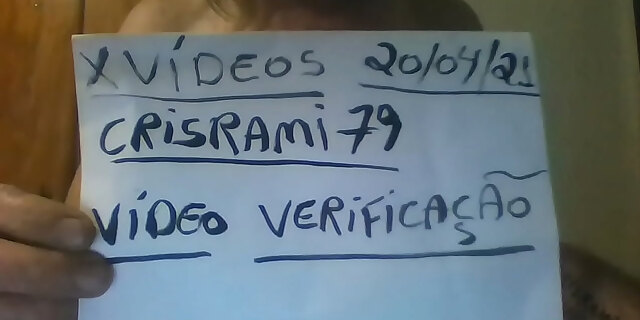 XVÍDEOS 20/04/21
CRISRAMI79
VÍDEO VERIFICAÇÃO